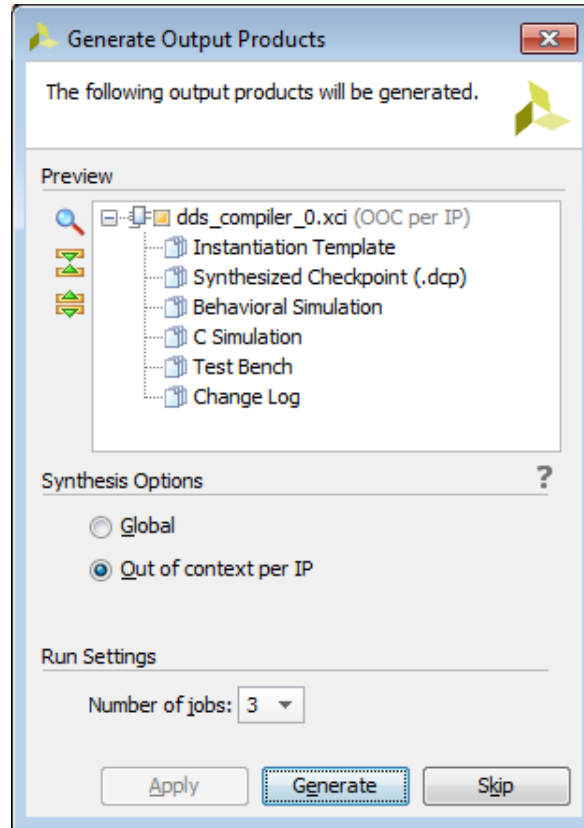 Generate Output Products
The following output products will be generated.
Preview
dds_compiler_0.xci (OOC per IP)
Instantiation Template
Synthesized Checkpoint (.dcp)
Behavioral Simulation
C Simulation
Test Bench
Change Log
Synthesis Options ?
Global
Out of context per IP
Run Settings
Number of jobs: 3
Apply Generate Skip